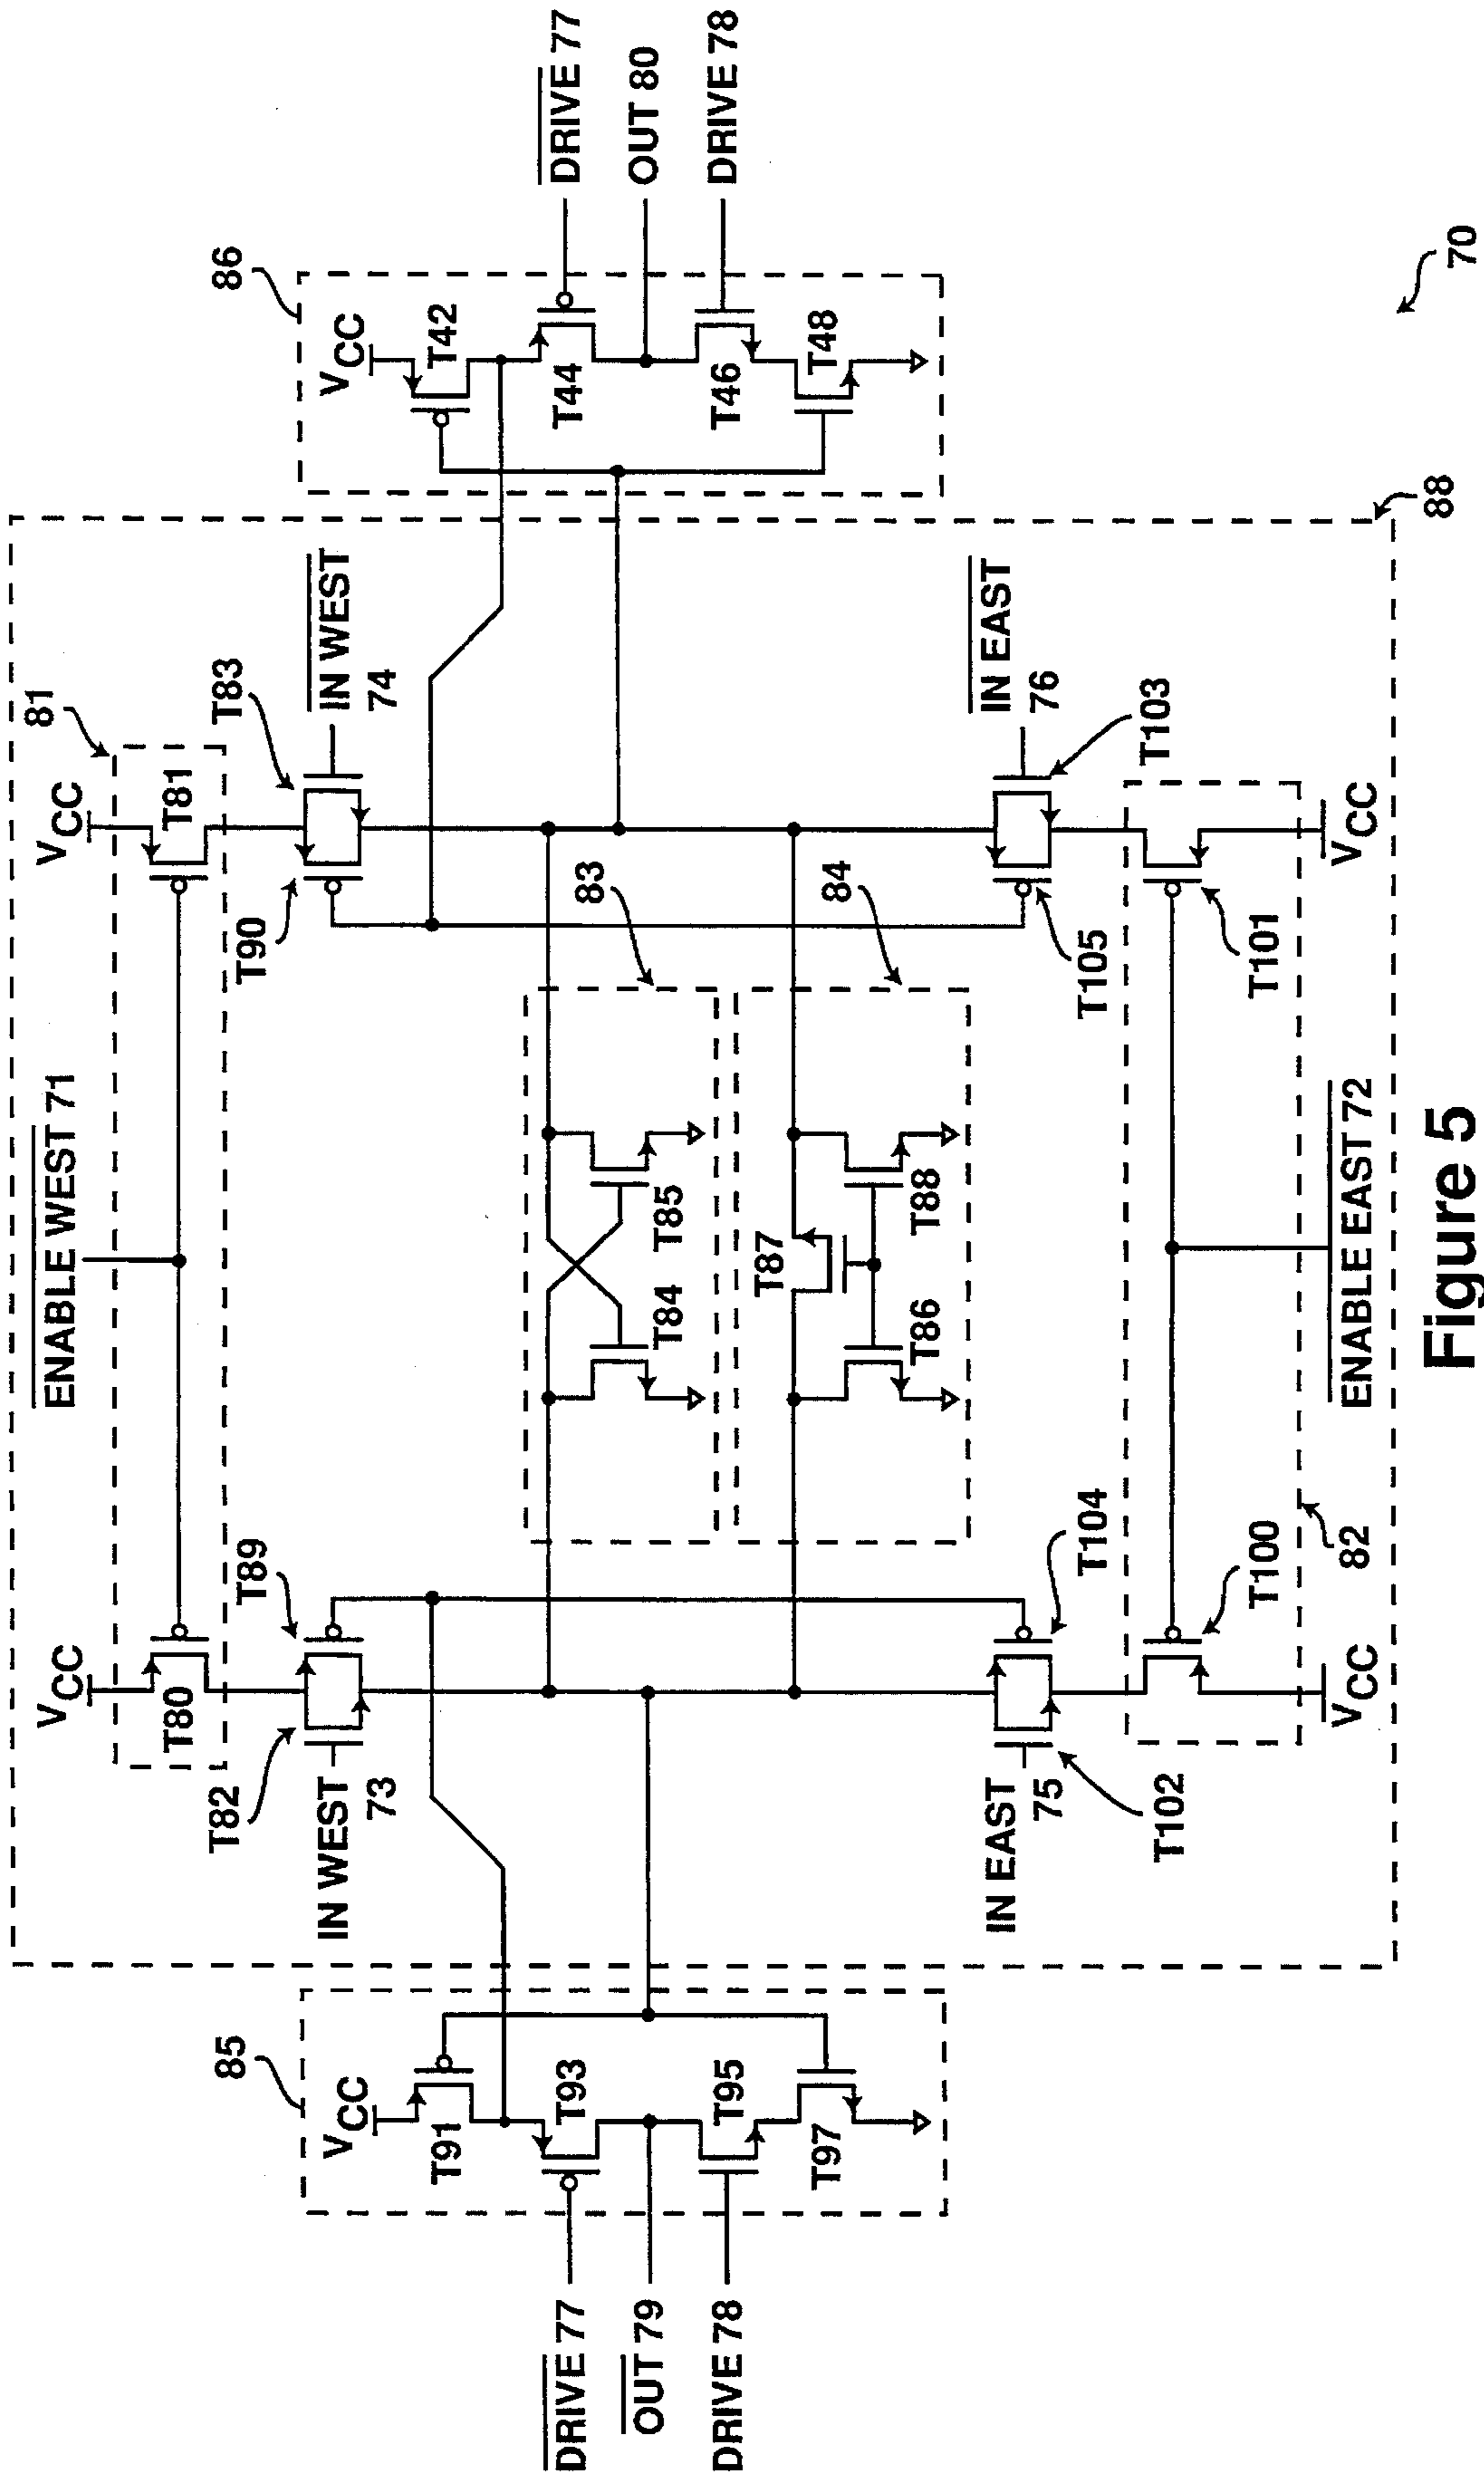 ENABLE WEST 71
81
VCC
VCC
T80
T81
T82
T89
T90
T83
IN WEST
73
IN WEST
74
85
VCC
T91
T93
T95
T97
DRIVE 77
OUT 79
DRIVE 78
83
T84
T85
84
T87
T86
T88
86
VCC
T42
T44
T46
T48
DRIVE 77
OUT 80
DRIVE 78
IN EAST
75
IN EAST
76
T102
T104
T105
T103
T100
T101
82
VCC
VCC
ENABLE EAST 72
88
70
Figure 5